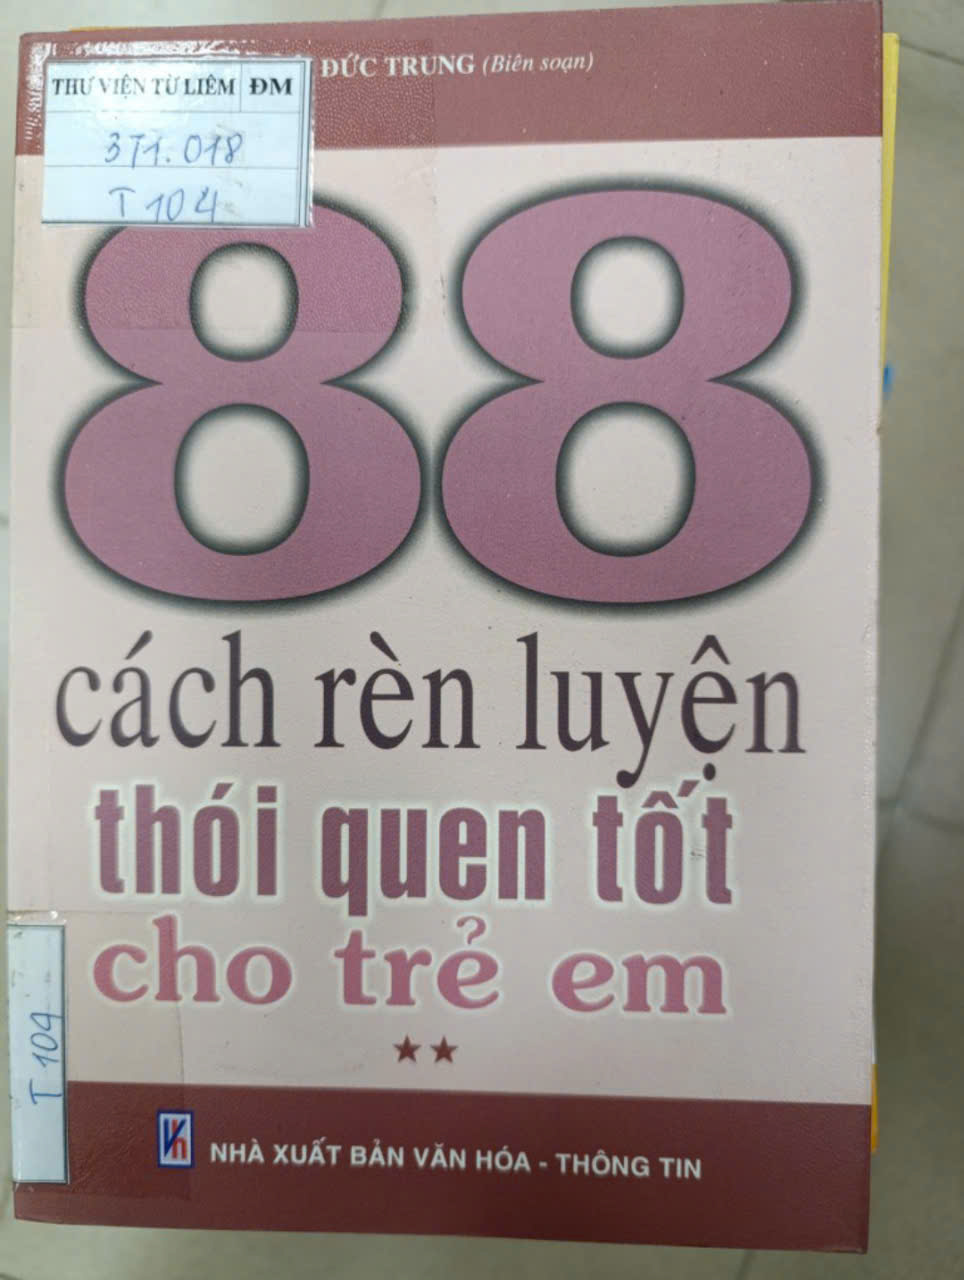 ĐỨC TRUNG (Biên soạn)
THƯ VIỆN TỪ LIÊM ĐM
371.018
T 104
88
cách rèn luyện
thói quen tốt
cho trẻ em
T 104
NHÀ XUẤT BẢN VĂN HÓA - THÔNG TIN